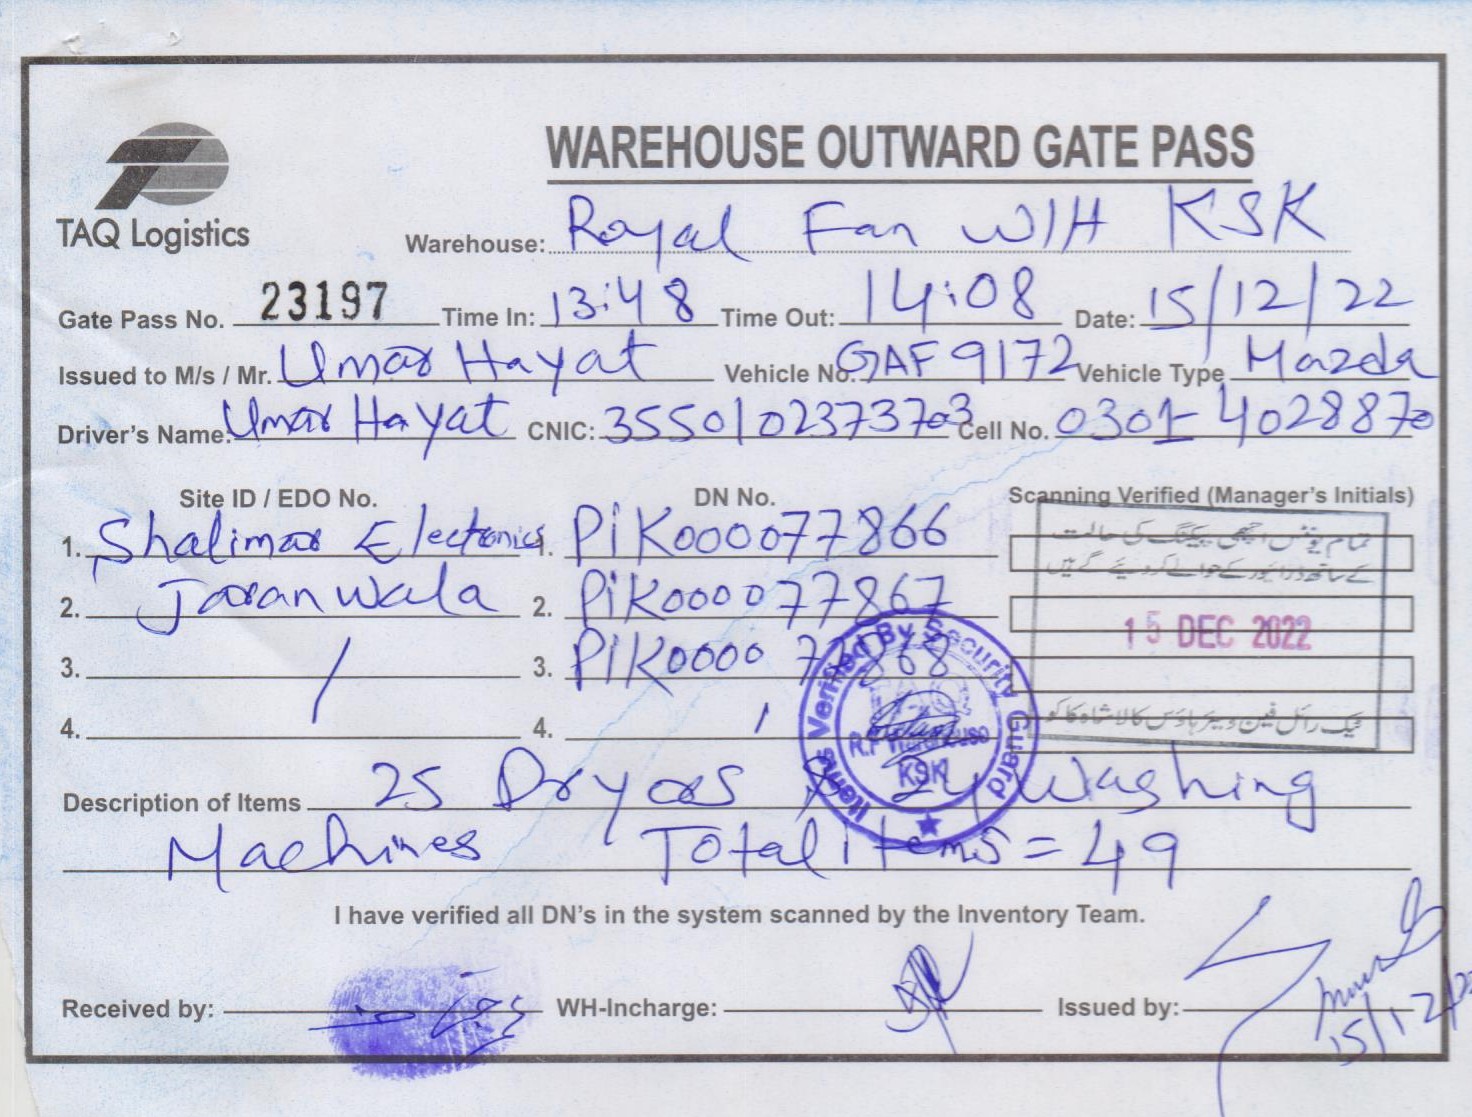 WAREHOUSE OUTWARD GATE PASS
TAQ Logistics
Warehouse: Royal Fan W/H KSK
Gate Pass No. 23197 Time In: 13:48 Time Out: 14:08 Date: 15/12/22
Issued to M/s / Mr. Umar Hayat Vehicle No. GAF 9172 Vehicle Type Mazda
Driver's Name: Umar Hayat CNIC: 3550102373703 Cell No. 0301-4028870
Site ID / EDO No. DN No. Scanning Verified (Manager's Initials)
1. Shalimar Electronics 1. PiK000077866
تمام یونٹس اچھی پیکنگ کی حالت
کے ساتھ ڈرائیور کے حوالے کر دیئے گئے ہیں
2. Jaranwala 2. PiK000077867
15 DEC 2022
3. / 3. PiK000077868
4. 4. /
ٹیک رائل فین ویئر ہاؤس کالا شاہ کاکو
Items Verified By Security Guard
R.F Warehouse
KSK
Description of Items 25 Dryars & 24 Washing
Machines Total items = 49
I have verified all DN's in the system scanned by the Inventory Team.
Received by: WH-Incharge: Issued by:
15/12/22